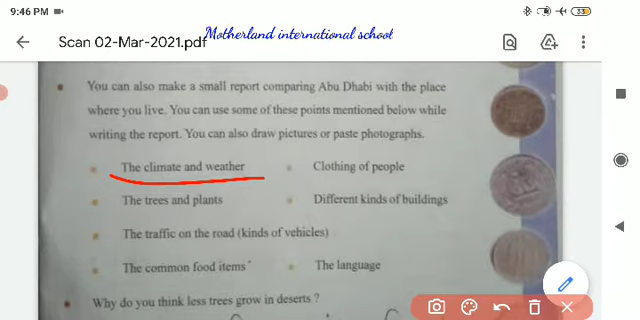 9:46 PM
33
Scan 02-Mar-2021.pdf
Motherland international school
You can also make a small report comparing Abu Dhabi with the place
where you live. You can use some of these points mentioned below while
writing the report. You can also draw pictures or paste photographs.
The climate and weather
Clothing of people
The trees and plants
Different kinds of buildings
The traffic on the road (kinds of vehicles)
The common food items
The language
Why do you think less trees grow in deserts ?